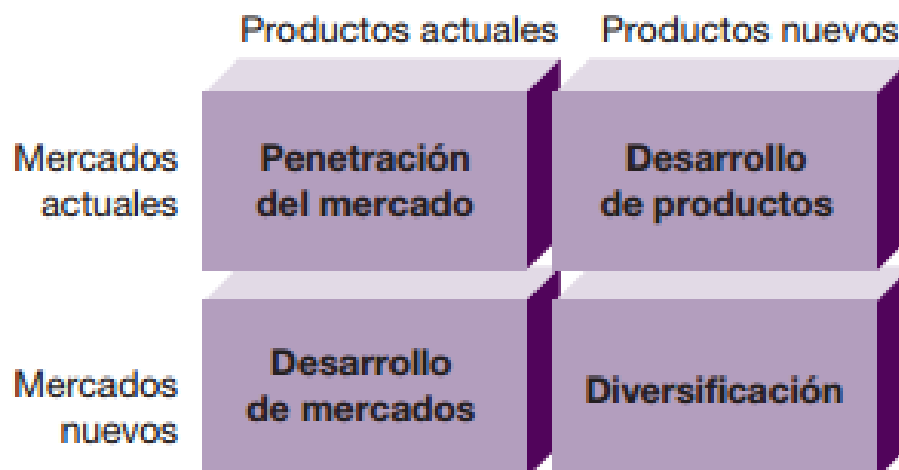 Productos actuales
Productos nuevos
Mercados
actuales
Penetración
del mercado
Desarrollo
de productos
Mercados
nuevos
Desarrollo
de mercados
Diversificación